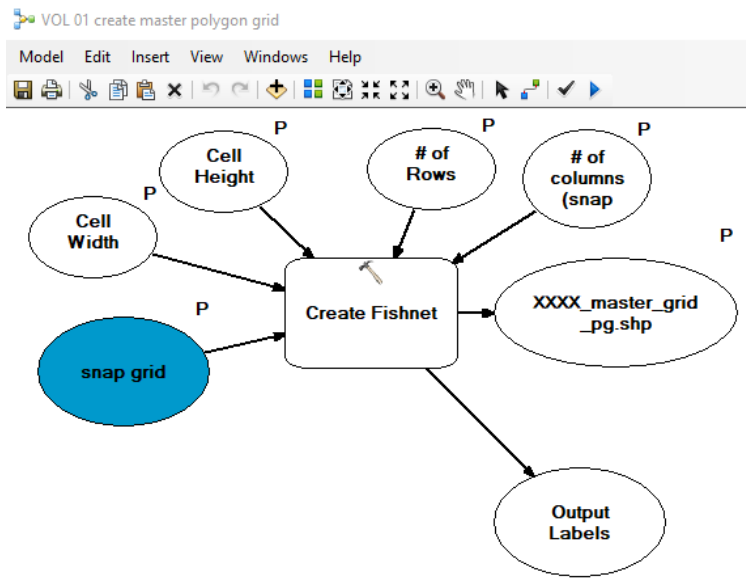 VOL 01 create master polygon grid
Model Edit Insert View Windows Help
P
Cell
Height
P
# of
Rows
P
# of
columns
(snap
P
Cell
Width
P
XXXX_master_grid
_pg.shp
P
snap grid
Create Fishnet
Output
Labels